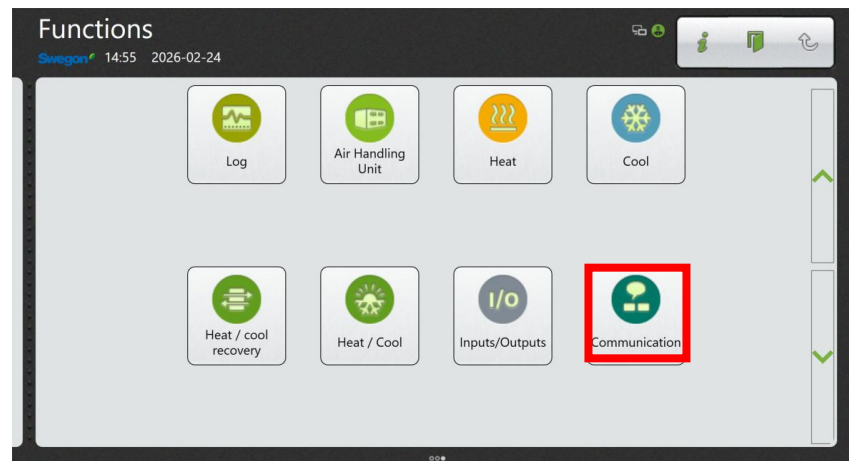 Functions
Swegon 14:55 2026-02-24
Log
Air Handling
Unit
Heat
Cool
Heat / cool
recovery
Heat / Cool
I/O
Inputs/Outputs
Communication